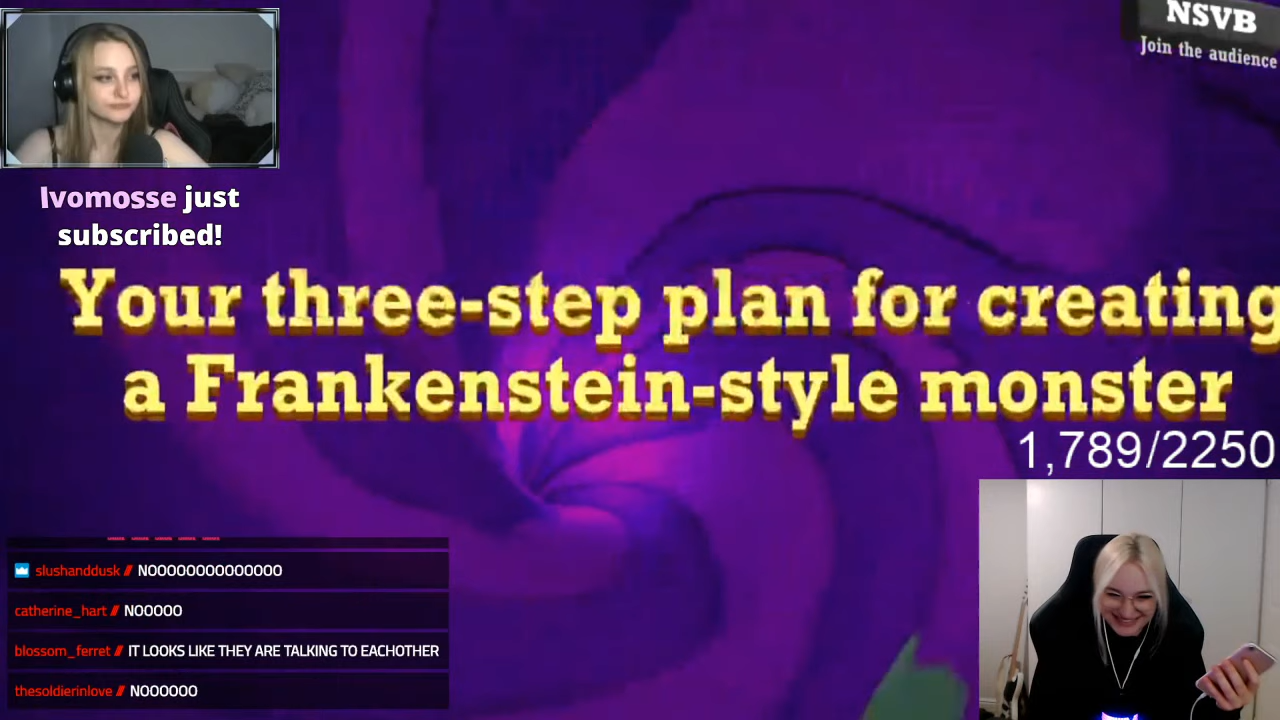 NSVB
Join the audience
Ivomosse just
subscribed!
Your three-step plan for creating
a Frankenstein-style monster
1,789/2250
slushanddusk // NOOOOOOOOOOOOOO
catherine_hart // NOOOOO
blossom_ferret // IT LOOKS LIKE THEY ARE TALKING TO EACHOTHER
thesoldierinlove // NOOOOOO